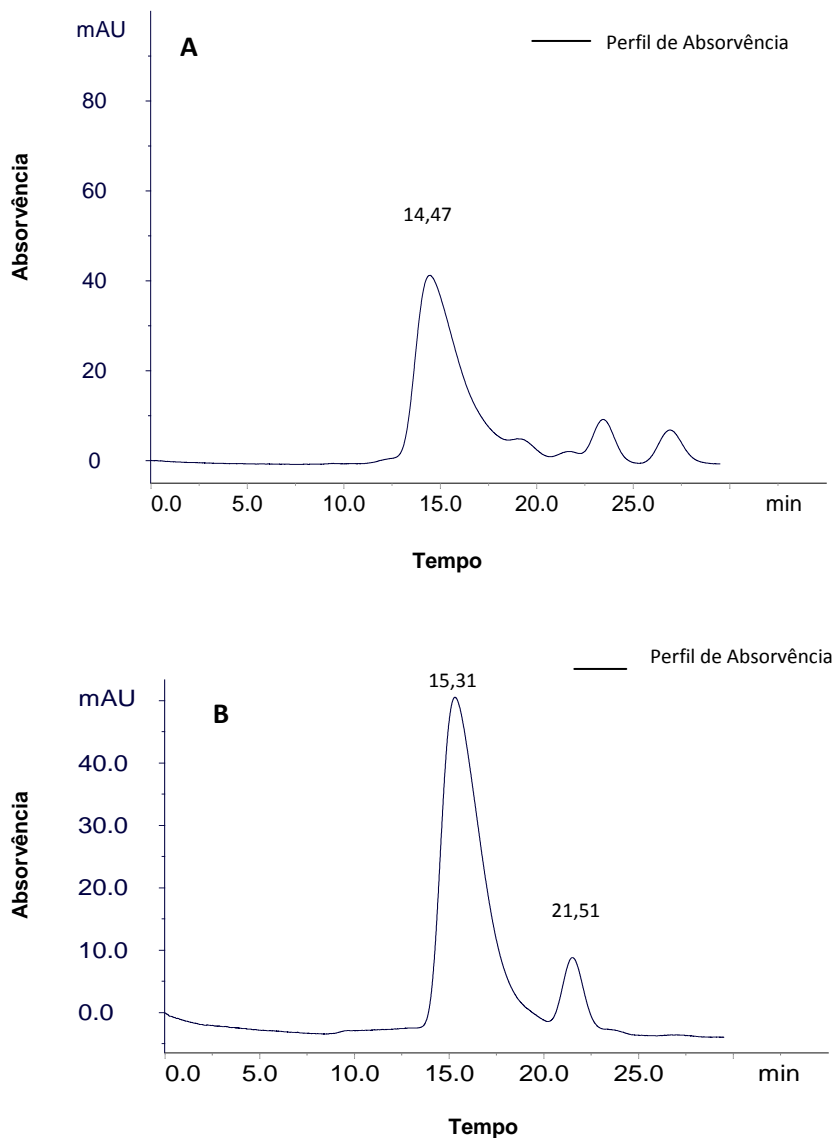 mAU
A
Perfil de Absorvência
80
60
40
20
0
14,47
Absorvência
0.0 5.0 10.0 15.0 20.0 25.0 min
Tempo
Perfil de Absorvência
mAU
B
15,31
40.0
30.0
20.0
10.0
0.0
21,51
Absorvência
0.0 5.0 10.0 15.0 20.0 25.0 min
Tempo